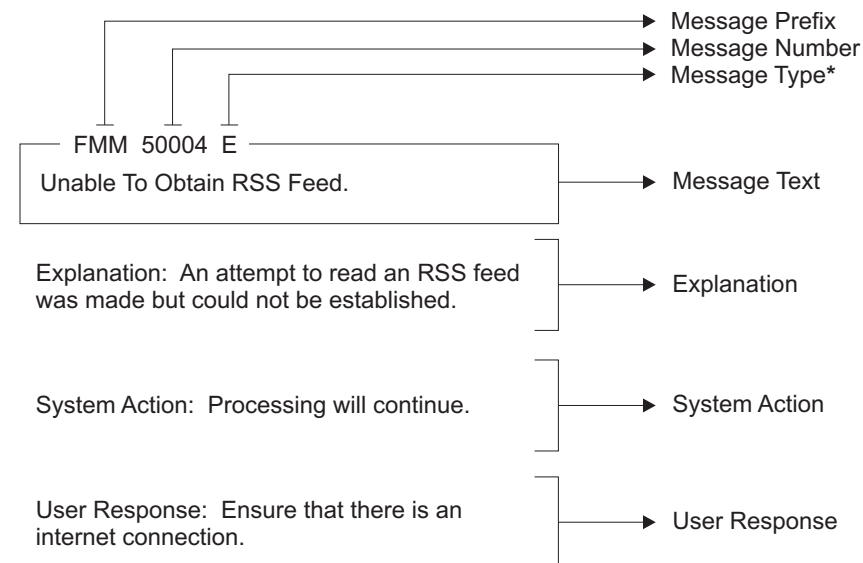 Message Prefix
Message Number
Message Type*
FMM 50004 E
Unable To Obtain RSS Feed.
Message Text
Explanation: An attempt to read an RSS feed
was made but could not be established.
Explanation
System Action: Processing will continue.
System Action
User Response: Ensure that there is an
internet connection.
User Response